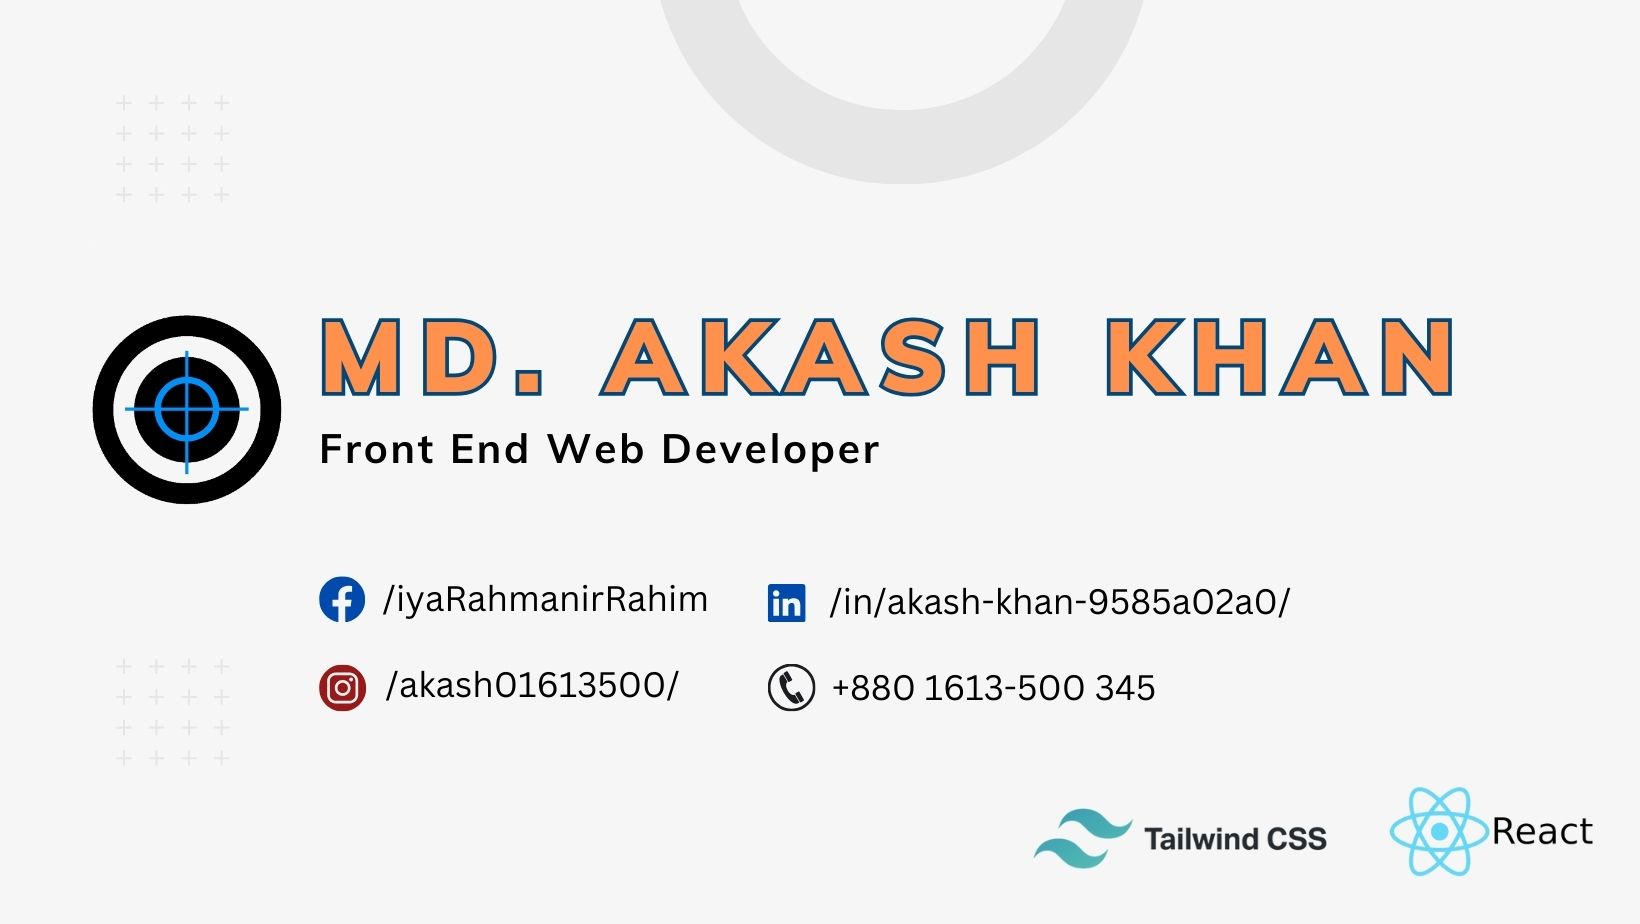 MD. AKASH KHAN
Front End Web Developer
/iyaRahmanirRahim
/in/akash-khan-9585a02a0/
/akash01613500/
+880 1613-500 345
Tailwind CSS
React